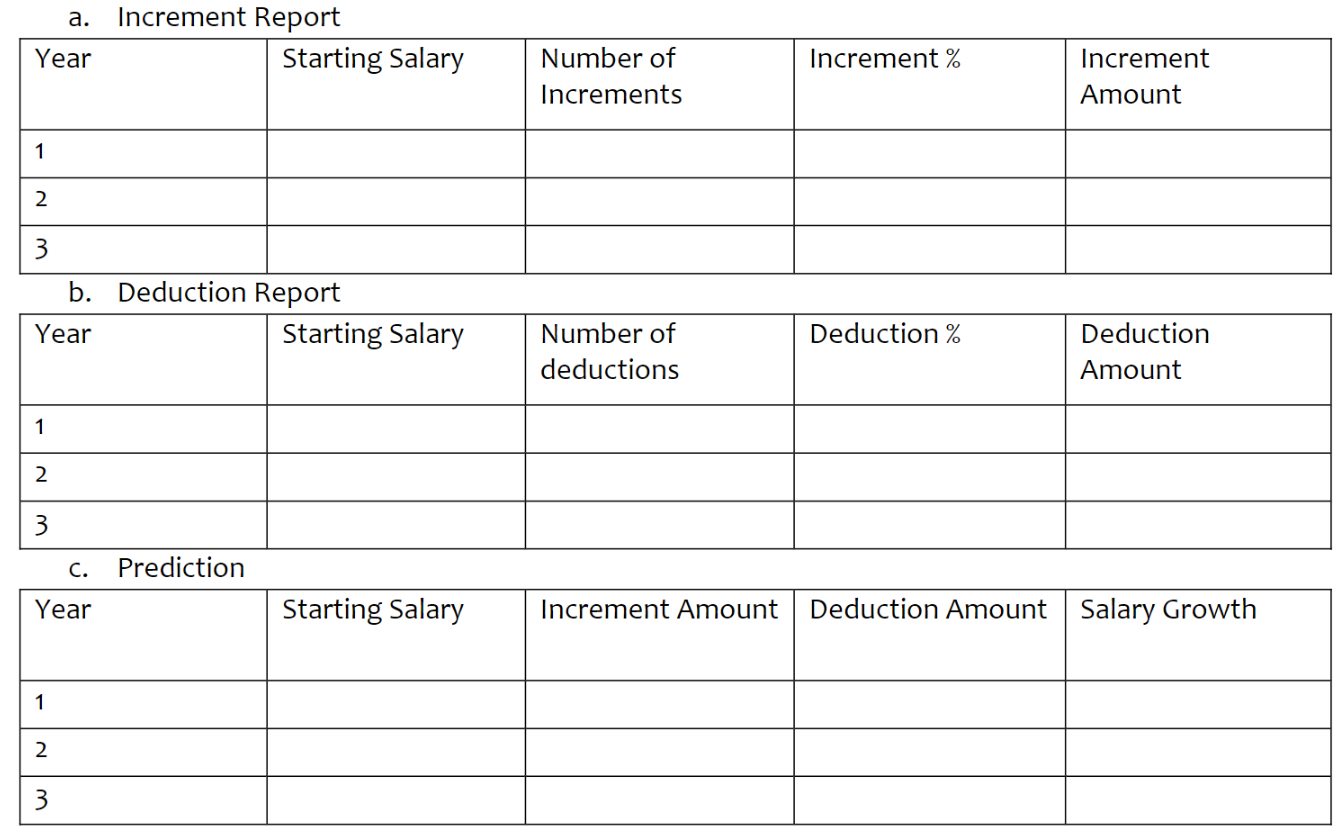 a. Increment Report
Year Starting Salary Number of Increments Increment % Increment Amount
1
2
3
b. Deduction Report
Year Starting Salary Number of deductions Deduction % Deduction Amount
1
2
3
c. Prediction
Year Starting Salary Increment Amount Deduction Amount Salary Growth
1
2
3